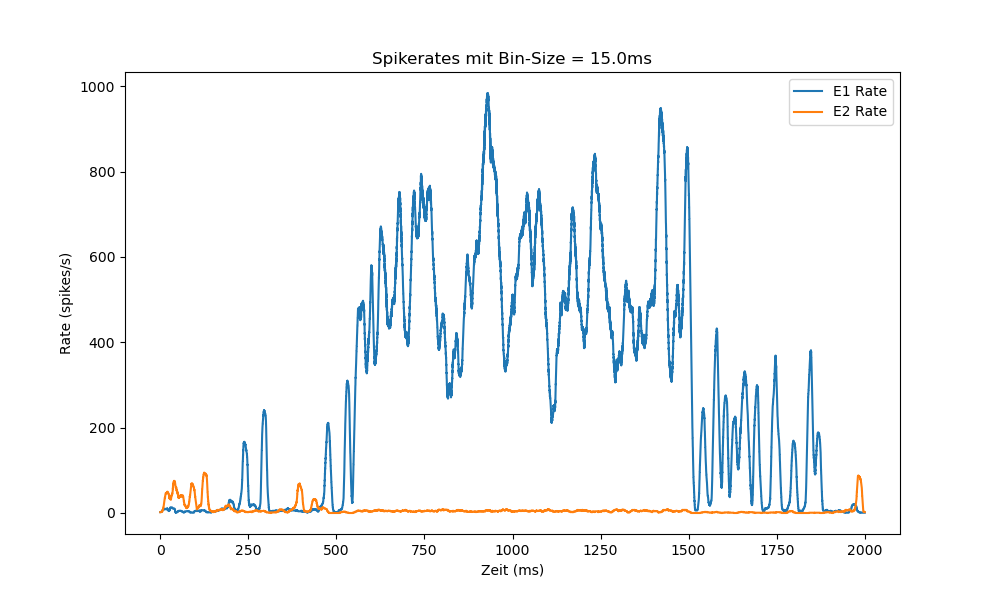 Spikerates mit Bin-Size = 15.0ms
E1 Rate
E2 Rate
Rate (spikes/s)
1000
800
600
400
200
0
0 250 500 750 1000 1250 1500 1750 2000
Zeit (ms)